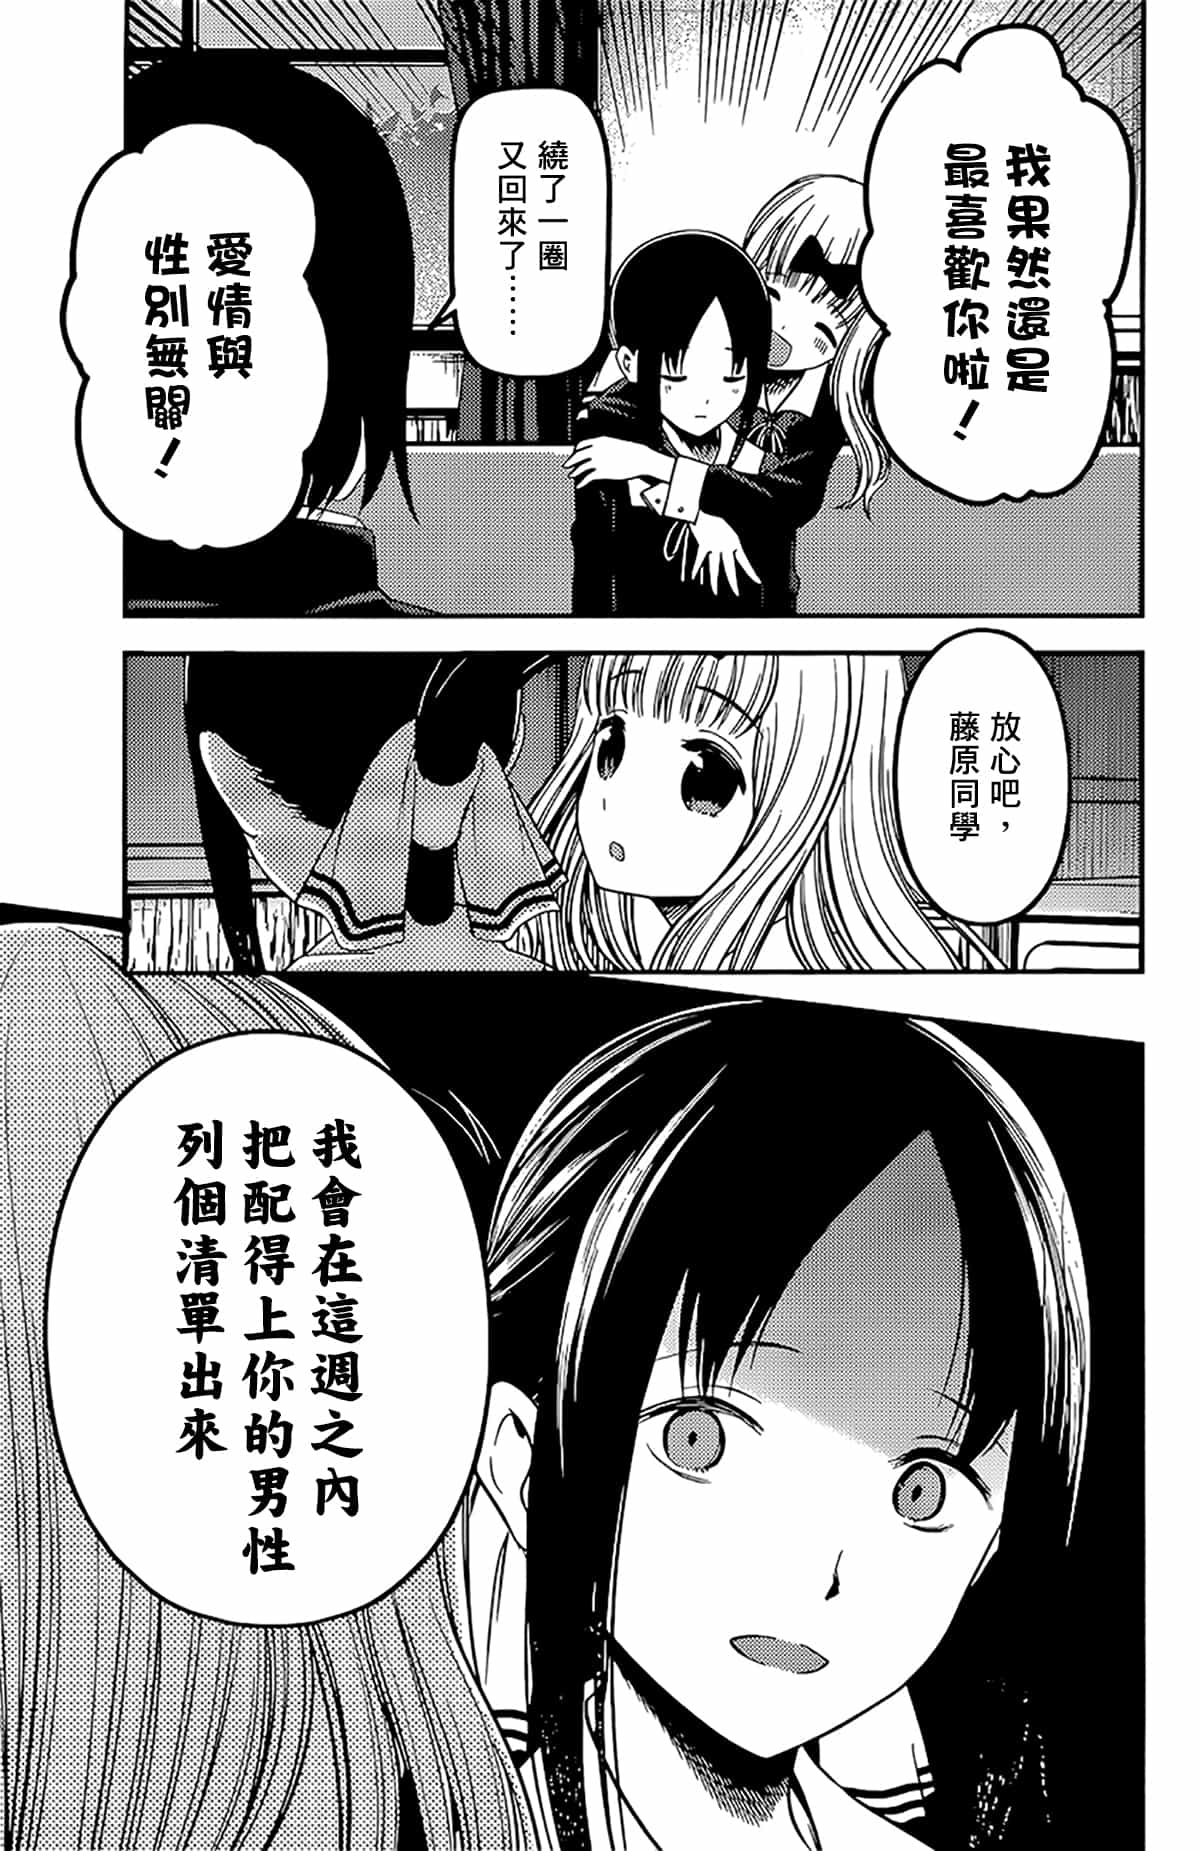 我果然還是
最喜歡你啦！
繞了一圈
又回來了……
愛情與
性別無關！
放心吧，
藤原同學
我會在這週之內
把配得上你的男性
列個清單出來